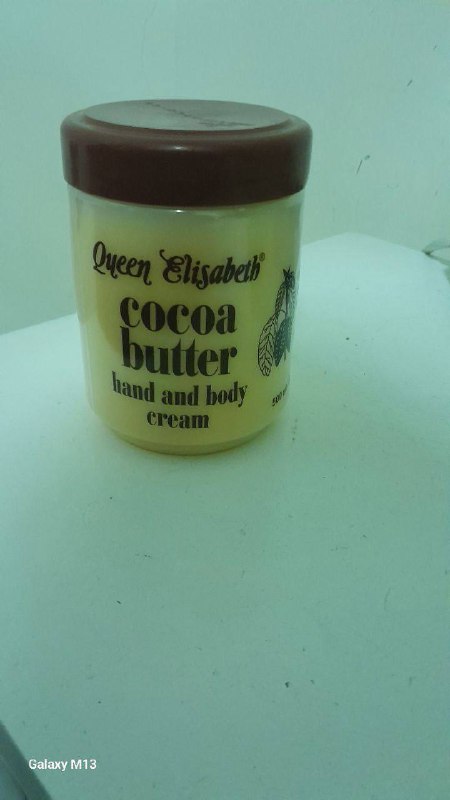 Queen Elisabeth®
cocoa
butter
hand and body
cream
Galaxy M13